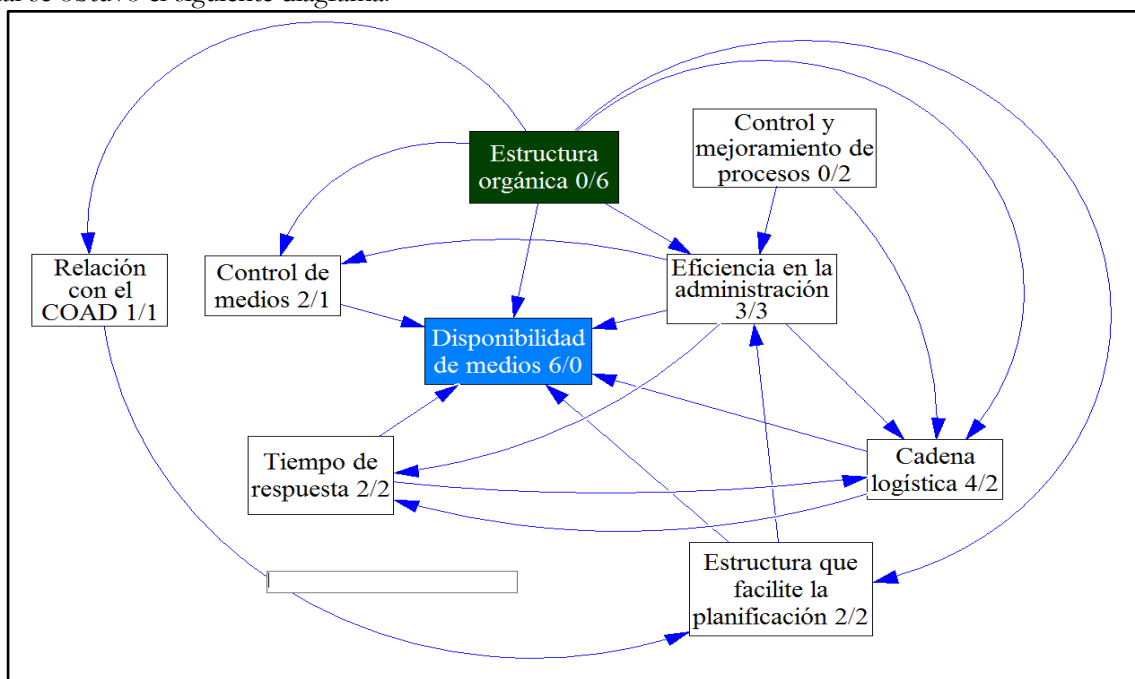 Estructura
orgánica 0/6
Control y
mejoramiento de
procesos 0/2
Relación
con el
COAD 1/1
Control de
medios 2/1
Eficiencia en la
administración
3/3
Disponibilidad
de medios 6/0
Tiempo de
respuesta 2/2
Cadena
logística 4/2
Estructura que
facilite la
planificación 2/2